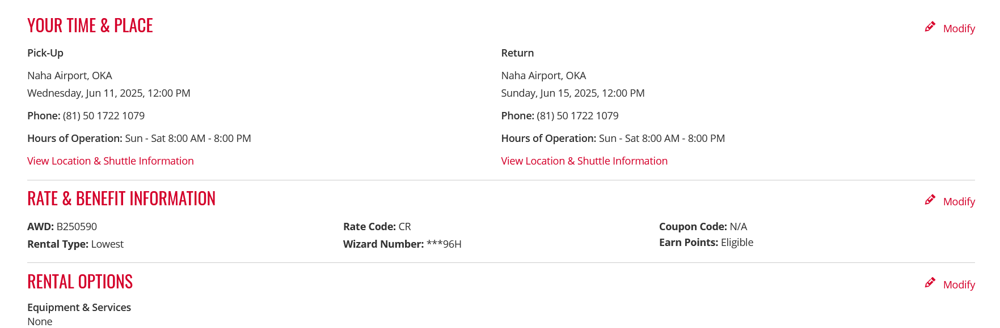 YOUR TIME & PLACE
Modify
Pick-Up
Naha Airport, OKA
Wednesday, Jun 11, 2025, 12:00 PM
Phone: (81) 50 1722 1079
Hours of Operation: Sun - Sat 8:00 AM - 8:00 PM
View Location & Shuttle Information
Return
Naha Airport, OKA
Sunday, Jun 15, 2025, 12:00 PM
Phone: (81) 50 1722 1079
Hours of Operation: Sun - Sat 8:00 AM - 8:00 PM
View Location & Shuttle Information
RATE & BENEFIT INFORMATION
Modify
AWD: B250590
Rental Type: Lowest
Rate Code: CR
Wizard Number: ***96H
Coupon Code: N/A
Earn Points: Eligible
RENTAL OPTIONS
Modify
Equipment & Services
None